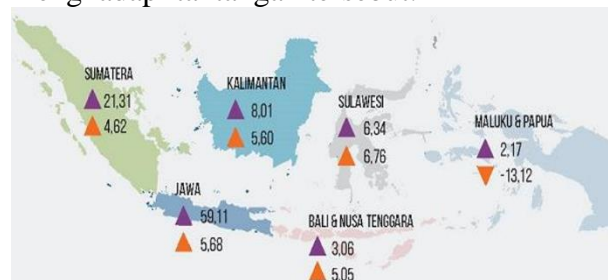 SUMATERA
21,31
4,62
KALIMANTAN
8,01
5,60
SULAWESI
6,34
6,76
MALUKU & PAPUA
2,17
-13,12
JAWA
59,11
5,68
BALI & NUSA TENGGARA
3,06
5,05